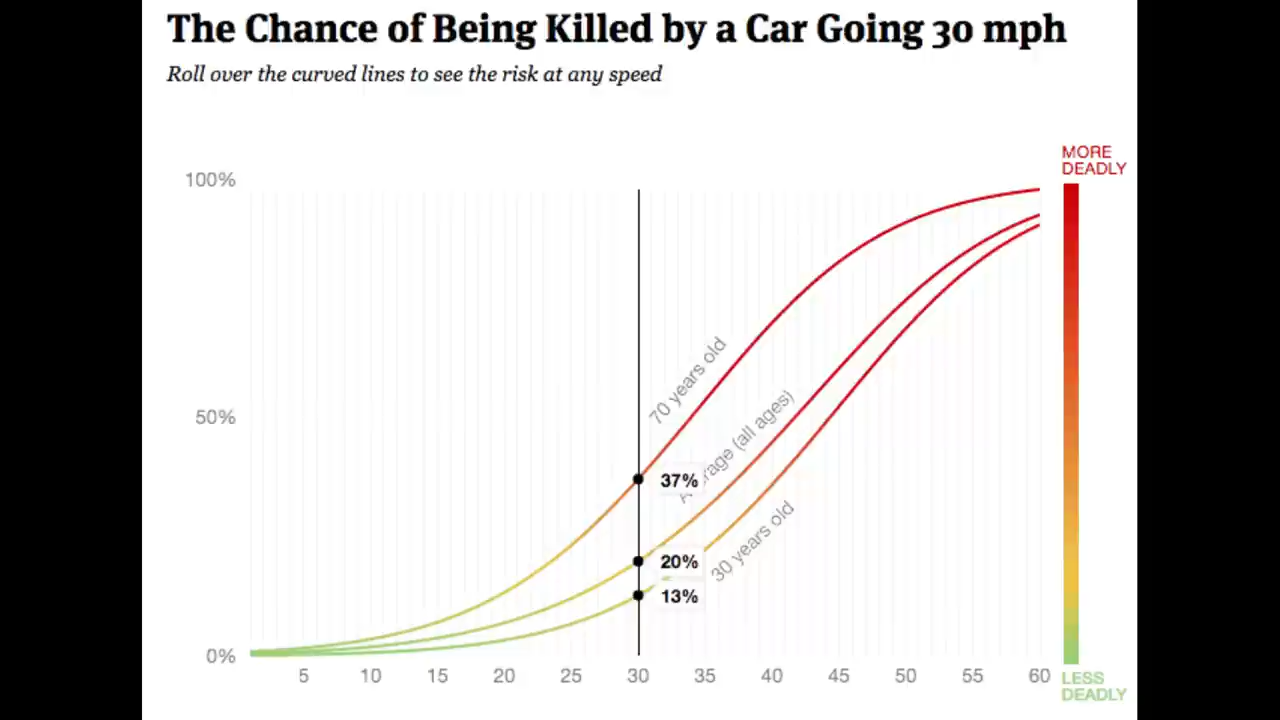 The Chance of Being Killed by a Car Going 30 mph
Roll over the curved lines to see the risk at any speed
MORE
DEADLY
100%
50%
0%
70 years old
(all ages)
30 years old
37%
20%
13%
5 10 15 20 25 30 35 40 45 50 55 60
LESS
DEADLY